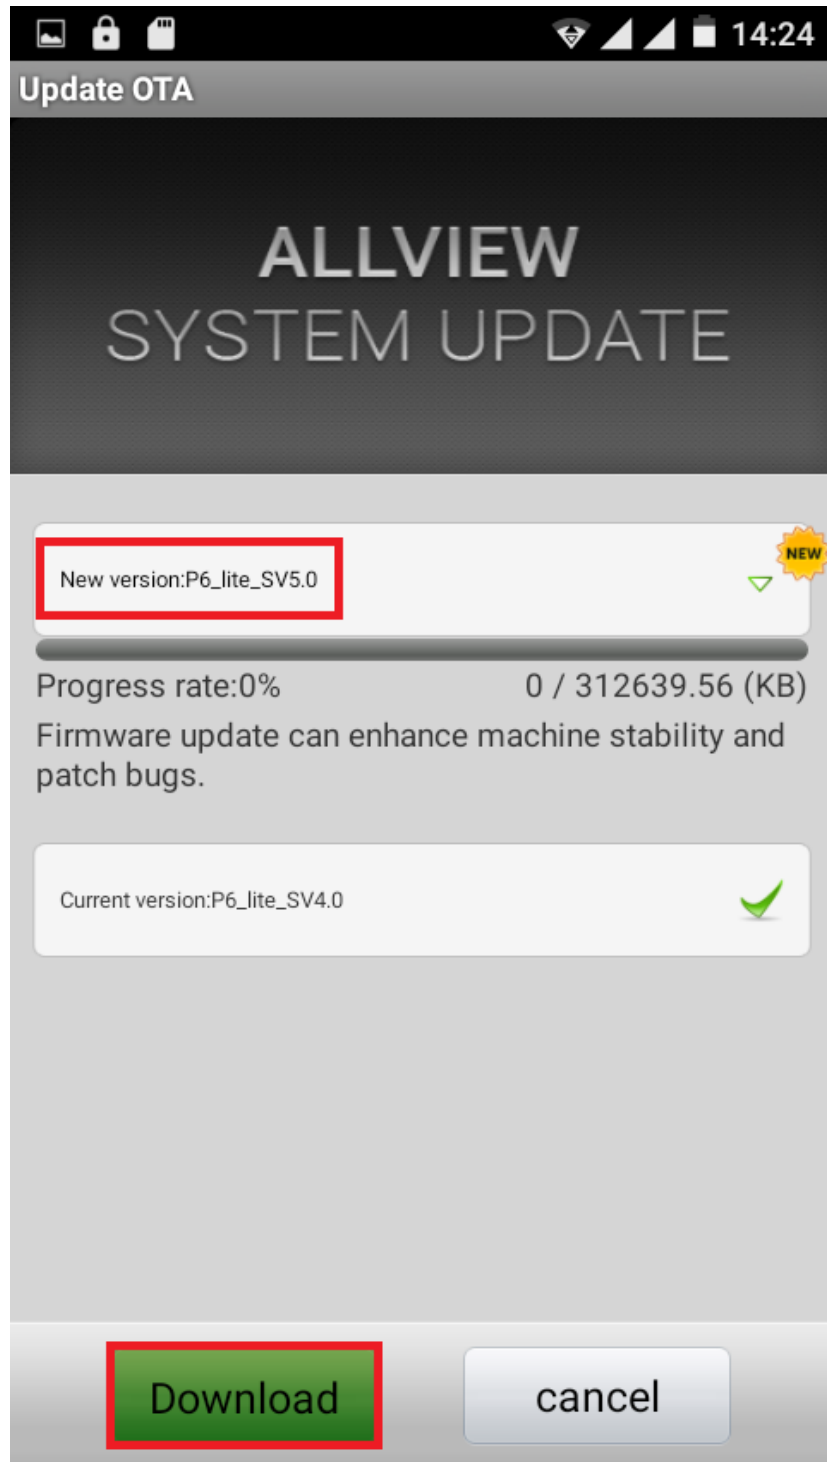 14:24
Update OTA
ALLVIEW
SYSTEM UPDATE
New version:P6_lite_SV5.0
NEW
Progress rate:0% 0 / 312639.56 (KB)
Firmware update can enhance machine stability and
patch bugs.
Current version:P6_lite_SV4.0
Download cancel